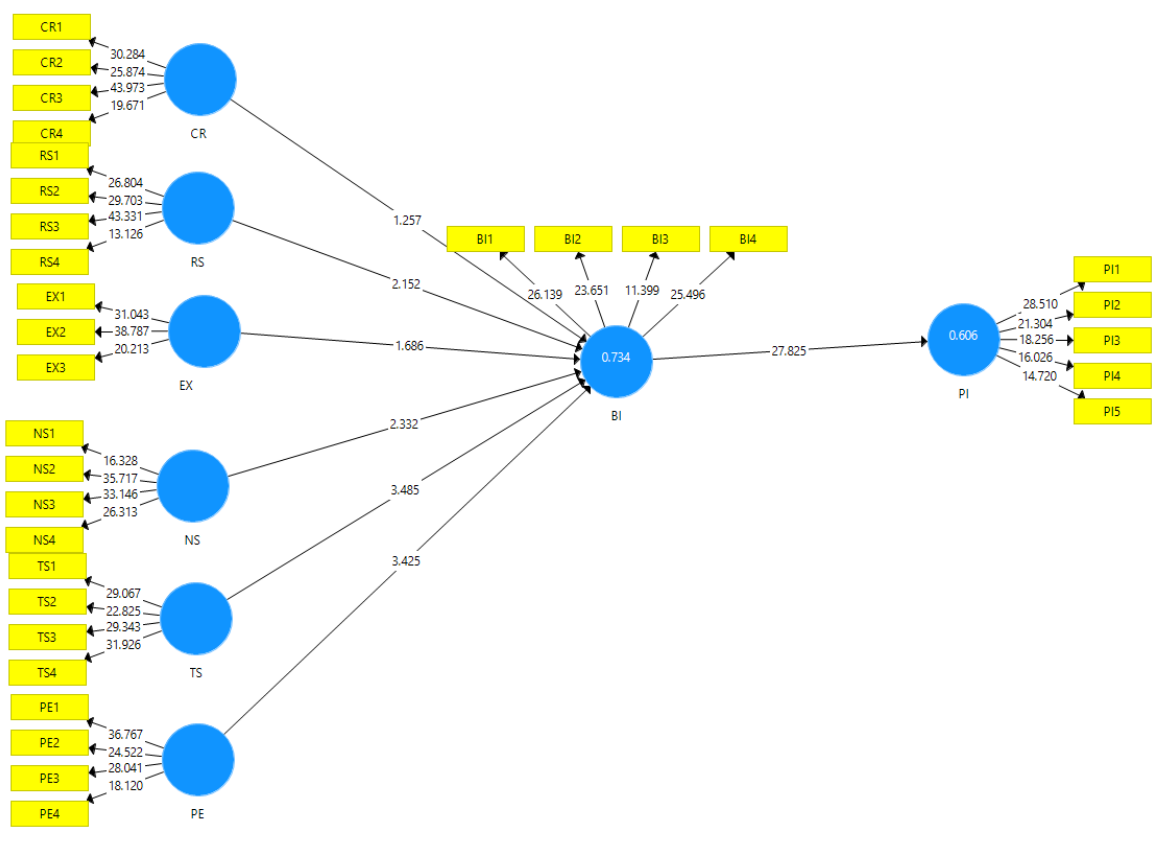 CR1
CR2
CR3
CR4
30.284
25.874
43.973
19.671
CR
RS1
RS2
RS3
RS4
26.804
29.703
43.331
13.126
RS
EX1
EX2
EX3
31.043
38.787
20.213
EX
NS1
NS2
NS3
NS4
16.328
35.717
33.146
26.313
NS
TS1
TS2
TS3
TS4
29.067
22.825
29.343
31.926
TS
PE1
PE2
PE3
PE4
36.767
24.522
28.041
18.120
PE
1.257
2.152
1.686
2.332
3.485
3.425
BI1
BI2
BI3
BI4
26.139
23.651
11.399
25.496
0.734
BI
27.825
0.606
PI
28.510
21.304
18.256
16.026
14.720
PI1
PI2
PI3
PI4
PI5